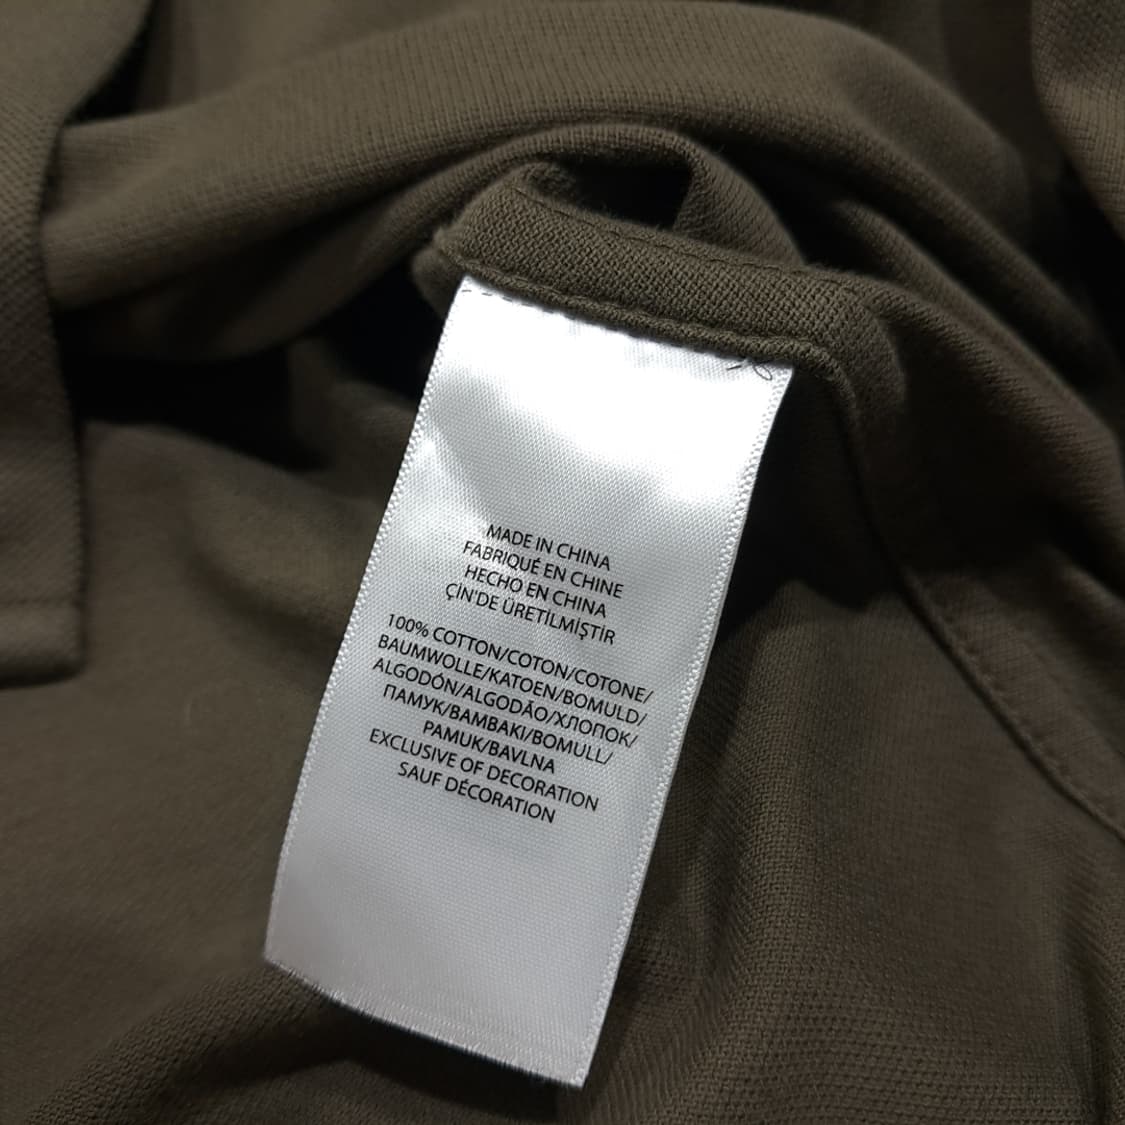 MADE IN CHINA
FABRIQUÉ EN CHINE
HECHO EN CHINA
ÇİN'DE ÜRETİLMİŞTİR
100% COTTON/COTON/COTONE/
BAUMWOLLE/KATOEN/BOMULD/
ALGODÓN/ALGODÃO/ХЛОПОК/
ПАМУК/BAMBAKI/BOMULL/
PAMUK/BAVLNA
EXCLUSIVE OF DECORATION
SAUF DÉCORATION